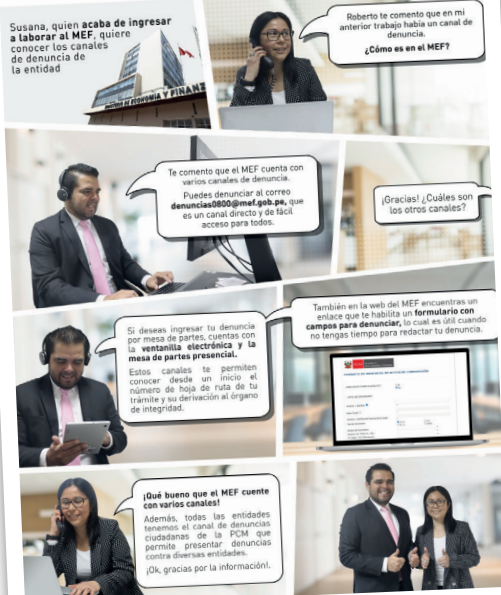 Susana, quien acaba de ingresar
a laborar al MEF, quiere
conocer los canales
de denuncia de
la entidad
MINISTERIO DE ECONOMÍA Y FINANZ
Roberto te comento que en mi
anterior trabajo había un canal de
denuncia.
¿Cómo es en el MEF?
Te comento que el MEF cuenta con
varios canales de denuncia.
Puedes denunciar al correo
denuncias0800@mef.gob.pe, que
es un canal directo y de fácil
acceso para todos.
¡Gracias! ¿Cuáles son
los otros canales?
Si deseas ingresar tu denuncia
por mesa de partes, cuentas con
la ventanilla electrónica y la
mesa de partes presencial.
Estos canales te permiten
conocer desde un inicio el
número de hoja de ruta de tu
trámite y su derivación al órgano
de integridad.
También en la web del MEF encuentras un
enlace que te habilita un formulario con
campos para denunciar, lo cual es útil cuando
no tengas tiempo para redactar tu denuncia.
¡Qué bueno que el MEF cuente
con varios canales!
Además, todas las entidades
tenemos el canal de denuncias
ciudadanas de la PCM que
permite presentar denuncias
contra diversas entidades.
¡Ok, gracias por la información!.